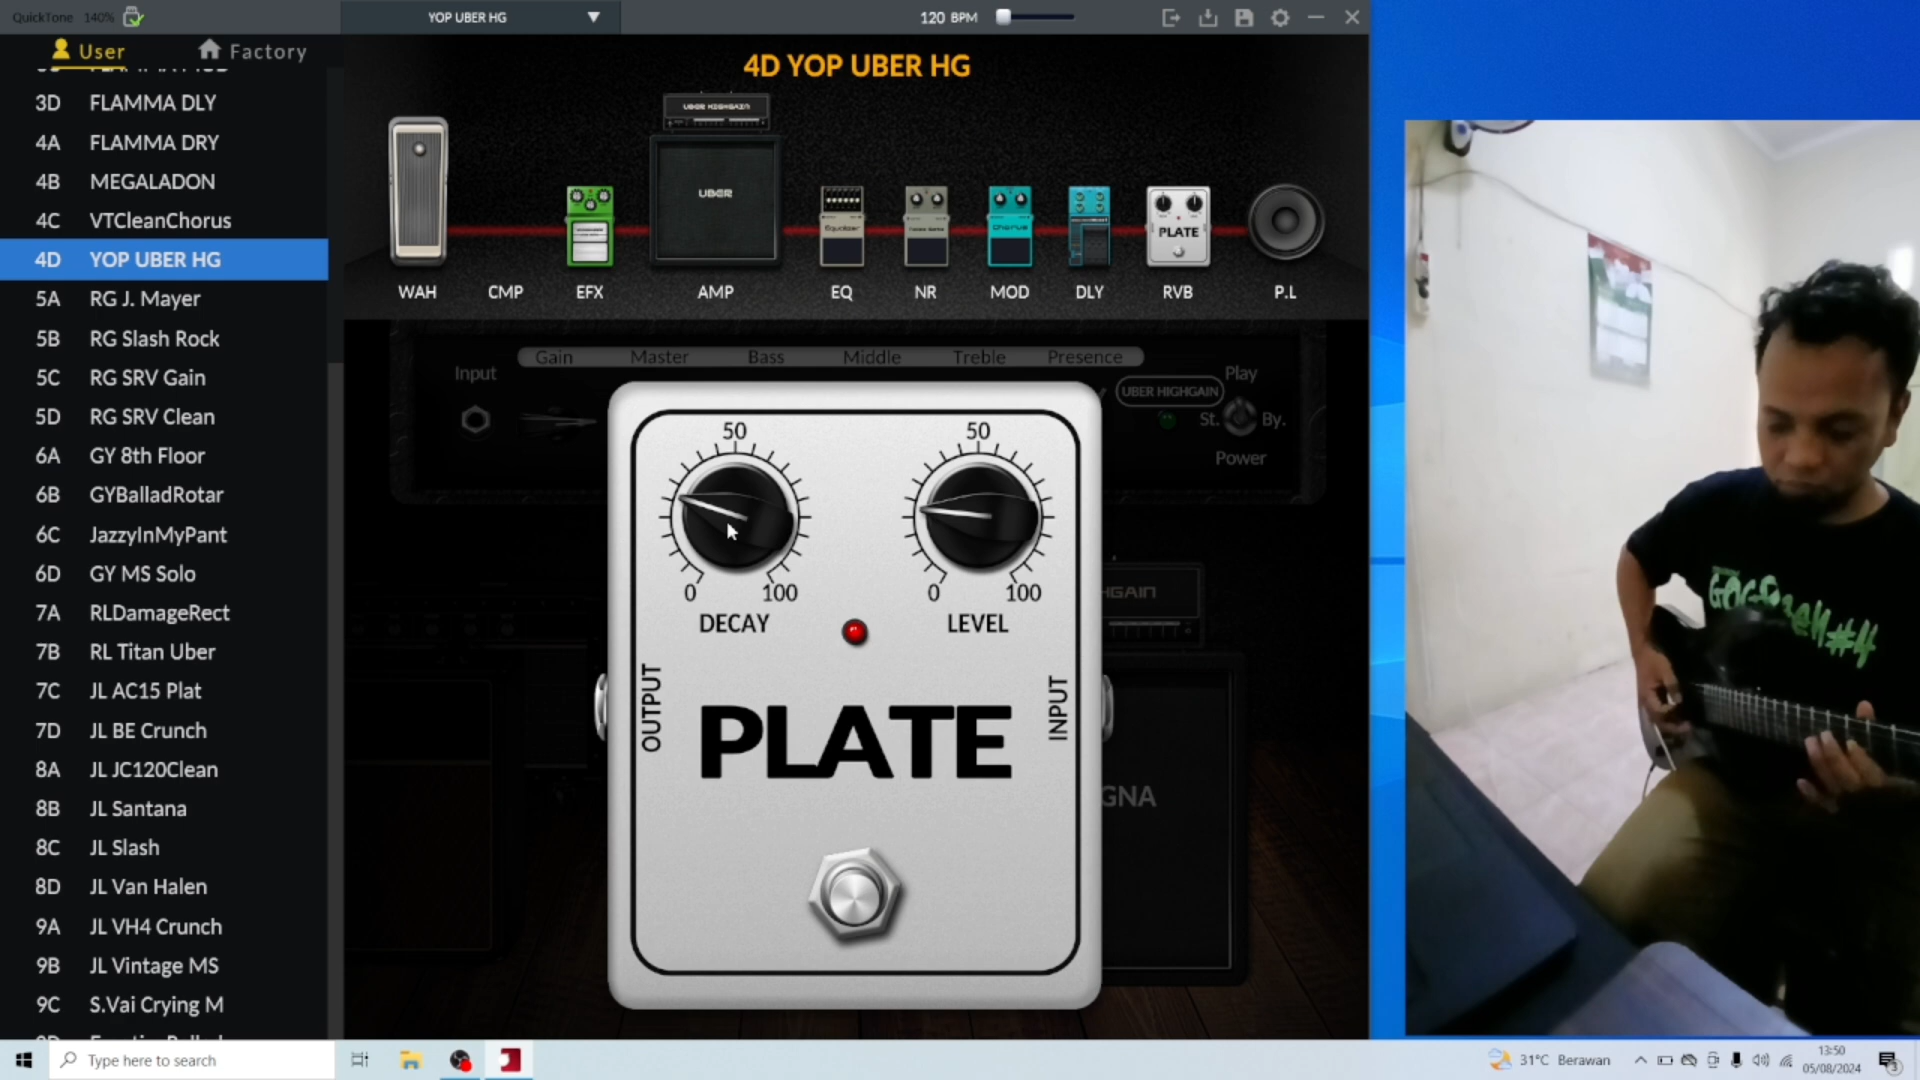 QuickTone 140%
YOP UBER HG
120 BPM
User
Factory
3D FLAMMA DLY
4A FLAMMA DRY
4B MEGALADON
4C VTCleanChorus
4D YOP UBER HG
5A RG J. Mayer
5B RG Slash Rock
5C RG SRV Gain
5D RG SRV Clean
6A GY 8th Floor
6B GYBalladRotar
6C JazzyInMyPant
6D GY MS Solo
7A RLDamageRect
7B RL Titan Uber
7C JL AC15 Plat
7D JL BE Crunch
8A JL JC120Clean
8B JL Santana
8C JL Slash
8D JL Van Halen
9A JL VH4 Crunch
9B JL Vintage MS
9C S.Vai Crying M
4D YOP UBER HG
UBER HIGHGAIN
UBER
Equalizer
Chorus
PLATE
WAH CMP EFX AMP EQ NR MOD DLY RVB P.L
Input
Gain Master Bass Middle Treble Presence
UBER HIGHGAIN
Play
St. By.
Power
50
0 100
DECAY
50
0 100
LEVEL
OUTPUT
INPUT
PLATE
HGAIN
GNA
Type here to search
31°C Berawan
13:50
05/08/2024
3